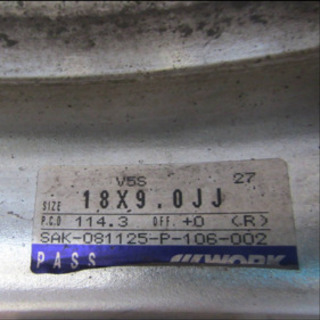 V5S 27
SIZE 18X9.0JJ
P.C.D 114.3 OFF. +0 <R>
SAK-081125-P-106-002
PASS WORK